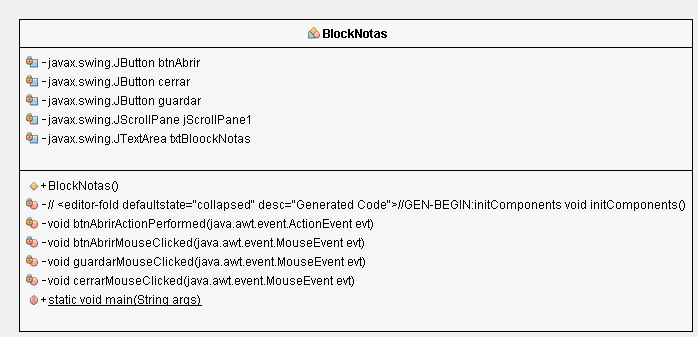 BlockNotas
-javax.swing.JButton btnAbrir
-javax.swing.JButton cerrar
-javax.swing.JButton guardar
-javax.swing.JScrollPane jScrollPane1
-javax.swing.JTextArea txtBloockNotas
+BlockNotas()
-// <editor-fold defaultstate="collapsed" desc="Generated Code">//GEN-BEGIN:initComponents void initComponents()
-void btnAbrirActionPerformed(java.awt.event.ActionEvent evt)
-void btnAbrirMouseClicked(java.awt.event.MouseEvent evt)
-void guardarMouseClicked(java.awt.event.MouseEvent evt)
-void cerrarMouseClicked(java.awt.event.MouseEvent evt)
+static void main(String args)